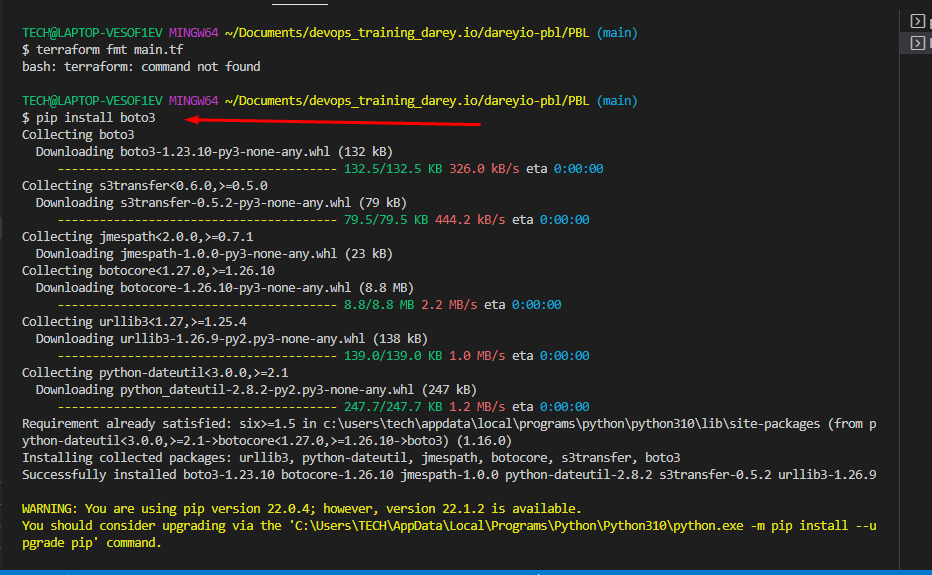 TECH@LAPTOP-VESOF1EV MINGW64 ~/Documents/devops_training_darey.io/dareyio-pbl/PBL (main)
$ terraform fmt main.tf
bash: terraform: command not found
TECH@LAPTOP-VESOF1EV MINGW64 ~/Documents/devops_training_darey.io/dareyio-pbl/PBL (main)
$ pip install boto3
Collecting boto3
  Downloading boto3-1.23.10-py3-none-any.whl (132 kB)
     ---------------------------------------- 132.5/132.5 KB 326.0 kB/s eta 0:00:00
Collecting s3transfer<0.6.0,>=0.5.0
  Downloading s3transfer-0.5.2-py3-none-any.whl (79 kB)
     ---------------------------------------- 79.5/79.5 KB 444.2 kB/s eta 0:00:00
Collecting jmespath<2.0.0,>=0.7.1
  Downloading jmespath-1.0.0-py3-none-any.whl (23 kB)
Collecting botocore<1.27.0,>=1.26.10
  Downloading botocore-1.26.10-py3-none-any.whl (8.8 MB)
     ---------------------------------------- 8.8/8.8 MB 2.2 MB/s eta 0:00:00
Collecting urllib3<1.27,>=1.25.4
  Downloading urllib3-1.26.9-py2.py3-none-any.whl (138 kB)
     ---------------------------------------- 139.0/139.0 KB 1.0 MB/s eta 0:00:00
Collecting python-dateutil<3.0.0,>=2.1
  Downloading python_dateutil-2.8.2-py2.py3-none-any.whl (247 kB)
     ---------------------------------------- 247.7/247.7 KB 1.2 MB/s eta 0:00:00
Requirement already satisfied: six>=1.5 in c:\users\tech\appdata\local\programs\python\python310\lib\site-packages (from p
ython-dateutil<3.0.0,>=2.1->botocore<1.27.0,>=1.26.10->boto3) (1.16.0)
Installing collected packages: urllib3, python-dateutil, jmespath, botocore, s3transfer, boto3
Successfully installed boto3-1.23.10 botocore-1.26.10 jmespath-1.0.0 python-dateutil-2.8.2 s3transfer-0.5.2 urllib3-1.26.9
WARNING: You are using pip version 22.0.4; however, version 22.1.2 is available.
You should consider upgrading via the 'C:\Users\TECH\AppData\Local\Programs\Python\Python310\python.exe -m pip install --u
pgrade pip' command.